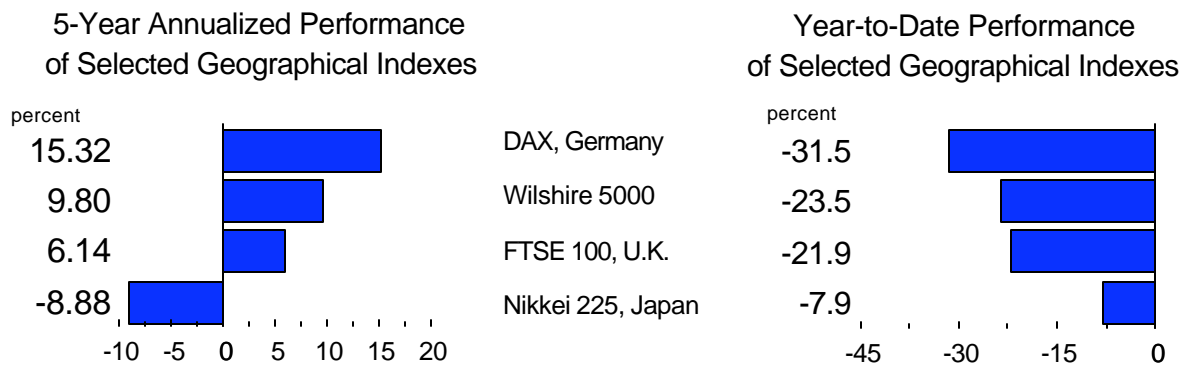 5-Year Annualized Performance
of Selected Geographical Indexes
percent
15.32
9.80
6.14
-8.88
-10 -5 0 5 10 15 20
DAX, Germany
Wilshire 5000
FTSE 100, U.K.
Nikkei 225, Japan
Year-to-Date Performance
of Selected Geographical Indexes
percent
-31.5
-23.5
-21.9
-7.9
-45 -30 -15 0